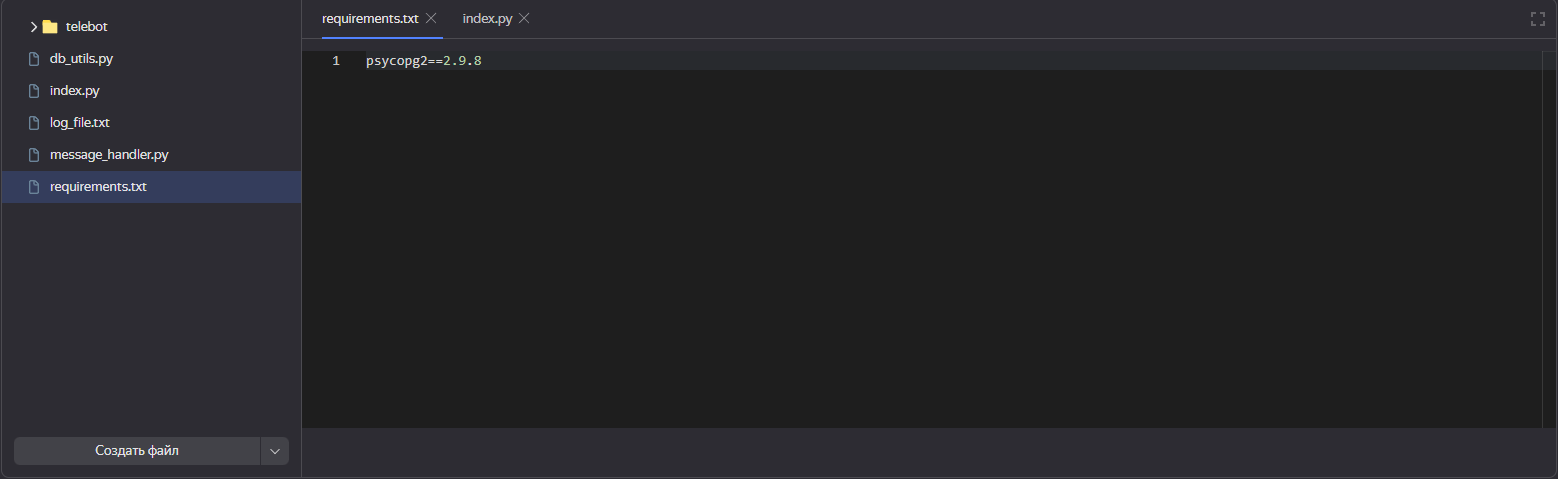 telebot
db_utils.py
index.py
log_file.txt
message_handler.py
requirements.txt
Создать файл
requirements.txt index.py
1 psycopg2==2.9.8